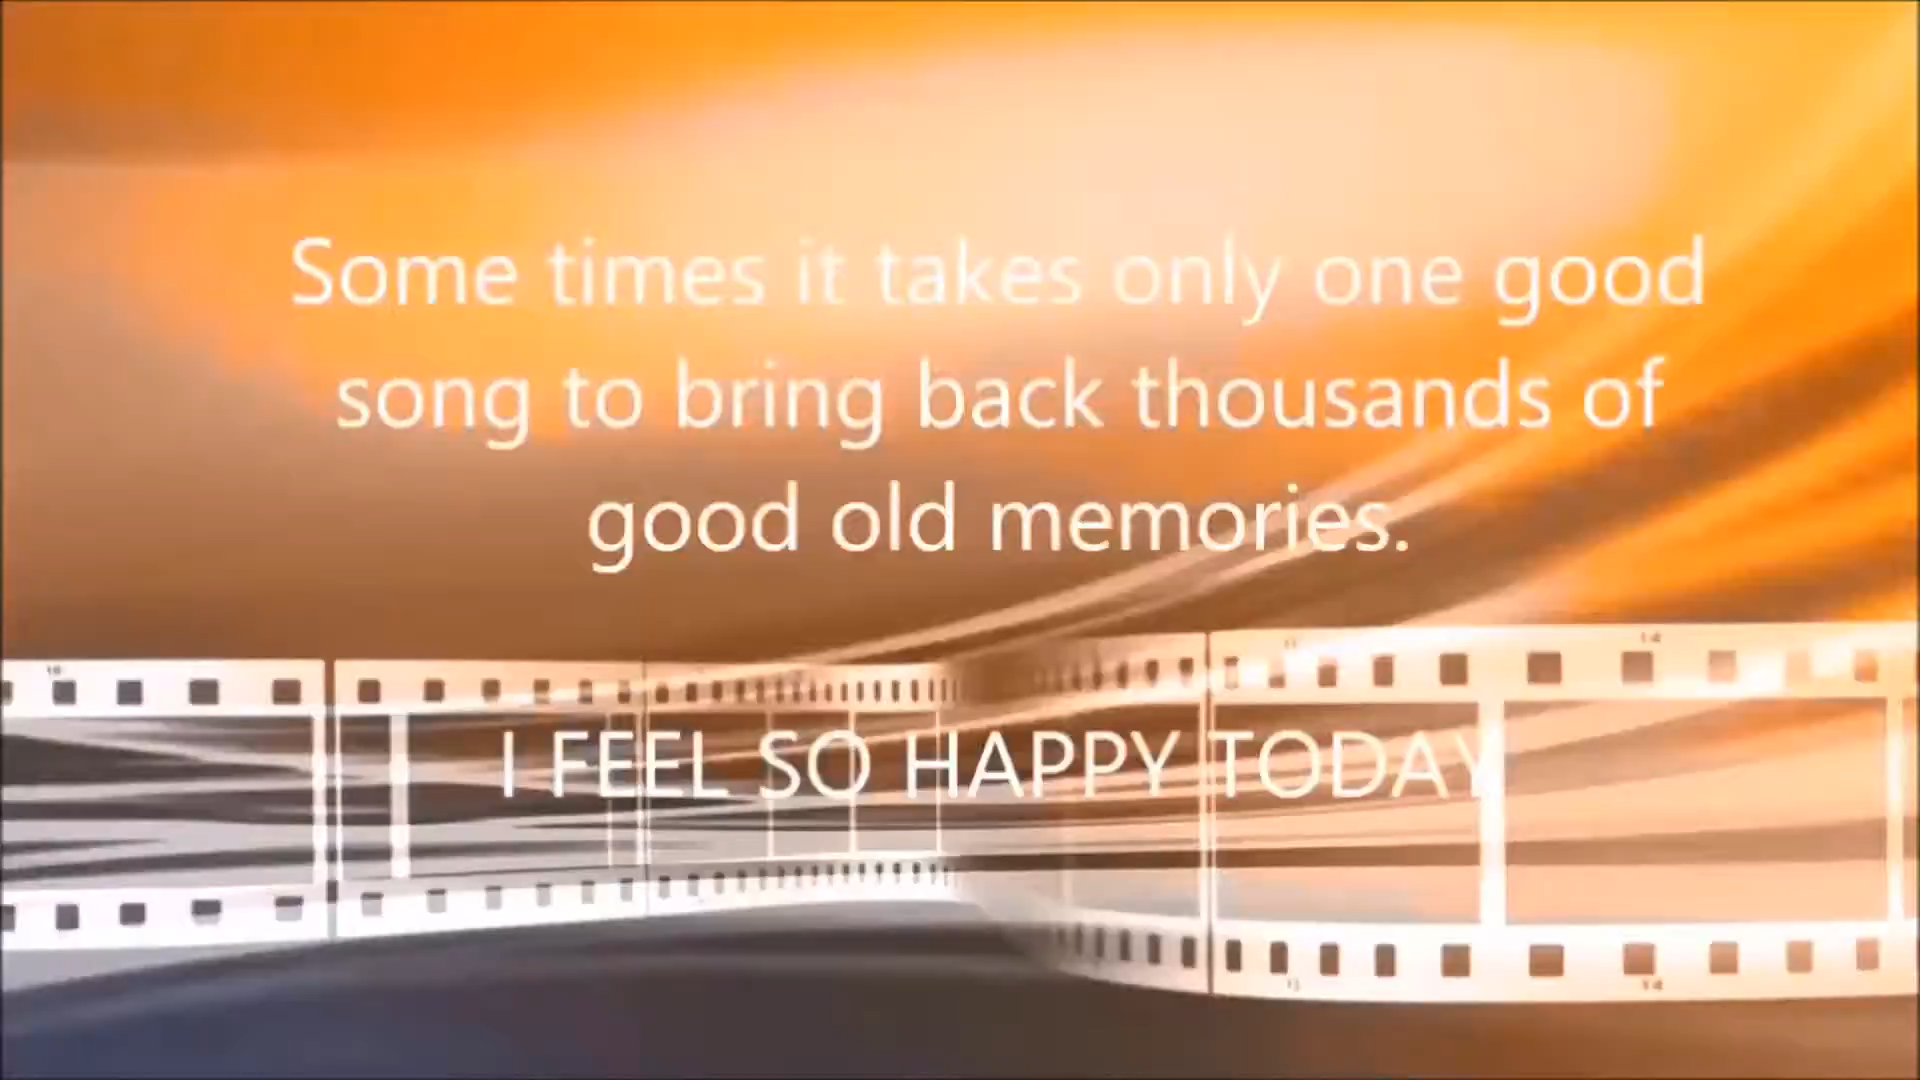 Some times it takes only one good
song to bring back thousands of
good old memories.
I FEEL SO HAPPY TODAY